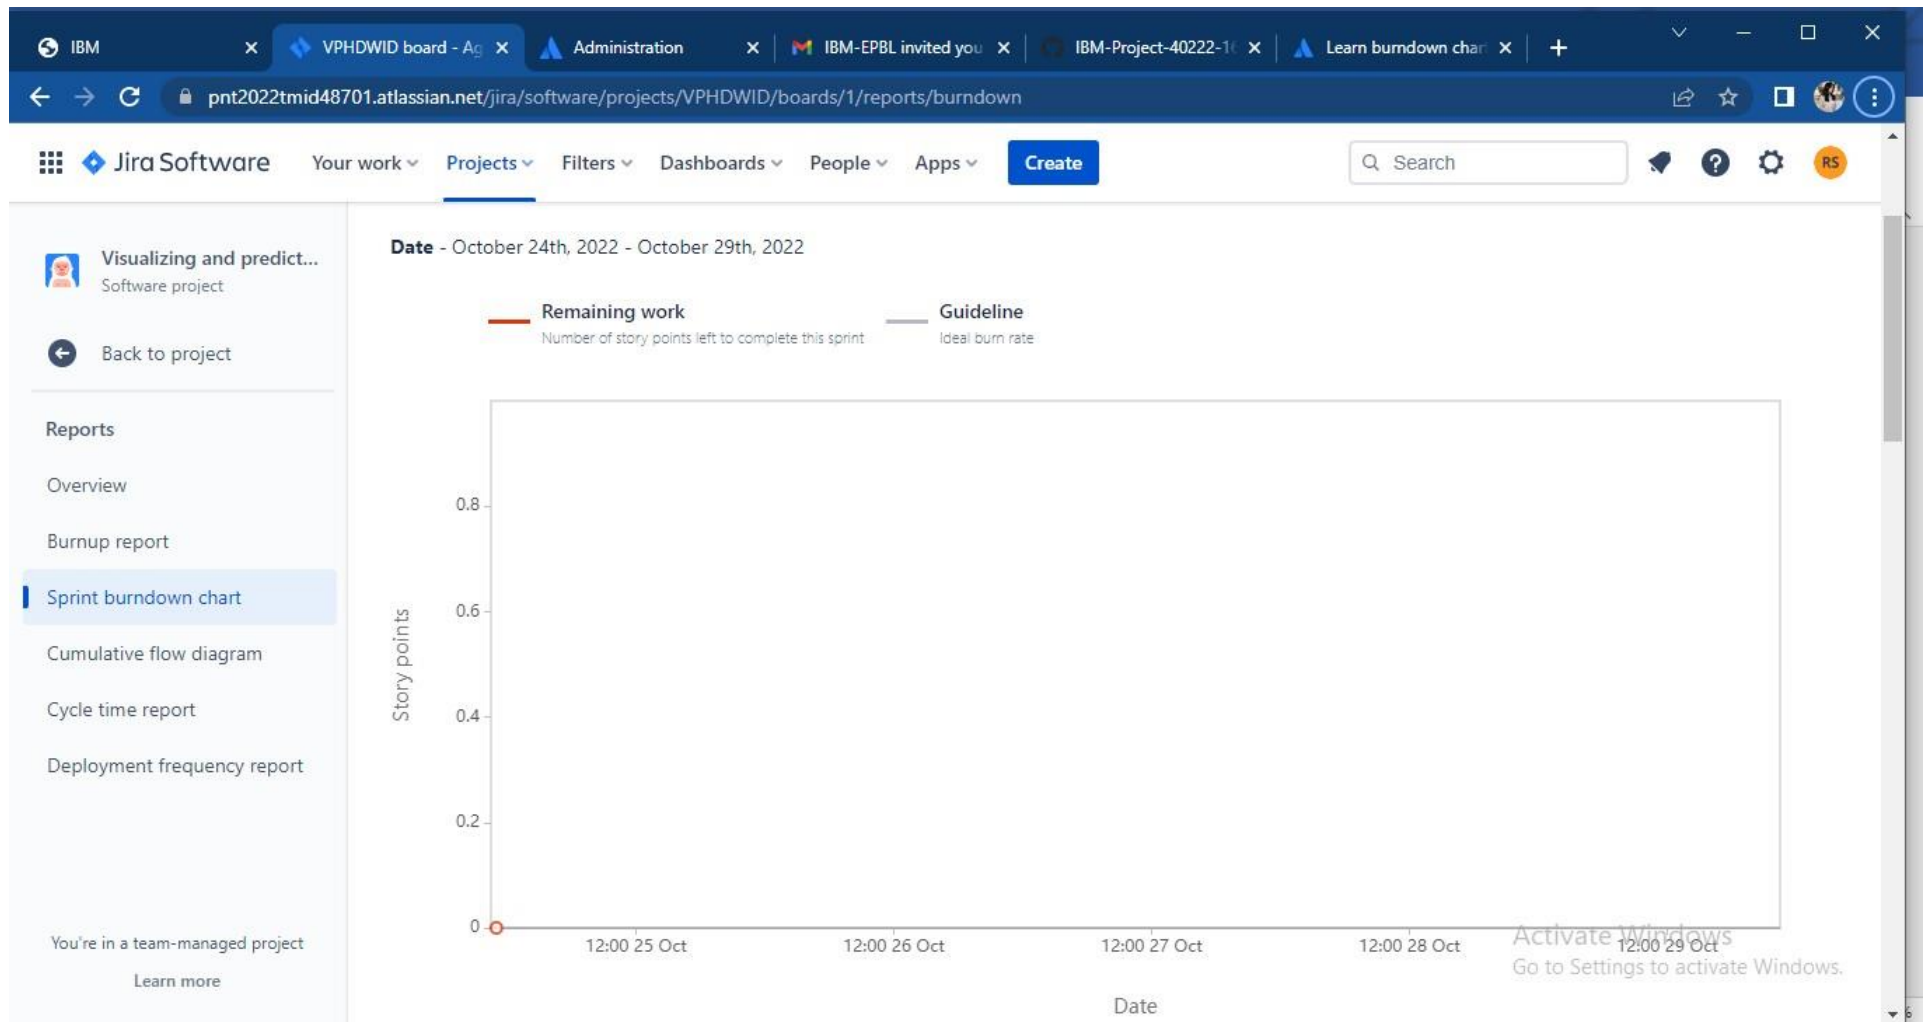 IBM
VPHDWID board - Ag
Administration
IBM-EPBL invited you
IBM-Project-40222-16
Learn burndown char
pnt2022tmid48701.atlassian.net/jira/software/projects/VPHDWID/boards/1/reports/burndown
Jira Software
Your work
Projects
Filters
Dashboards
People
Apps
Create
Search
RS
Visualizing and predict...
Software project
Back to project
Reports
Overview
Burnup report
Sprint burndown chart
Cumulative flow diagram
Cycle time report
Deployment frequency report
You're in a team-managed project
Learn more
Date - October 24th, 2022 - October 29th, 2022
Remaining work
Number of story points left to complete this sprint
Guideline
Ideal burn rate
Story points
0.8
0.6
0.4
0.2
0
12:00 25 Oct
12:00 26 Oct
12:00 27 Oct
12:00 28 Oct
12:00 29 Oct
Date
Activate Windows
Go to Settings to activate Windows.